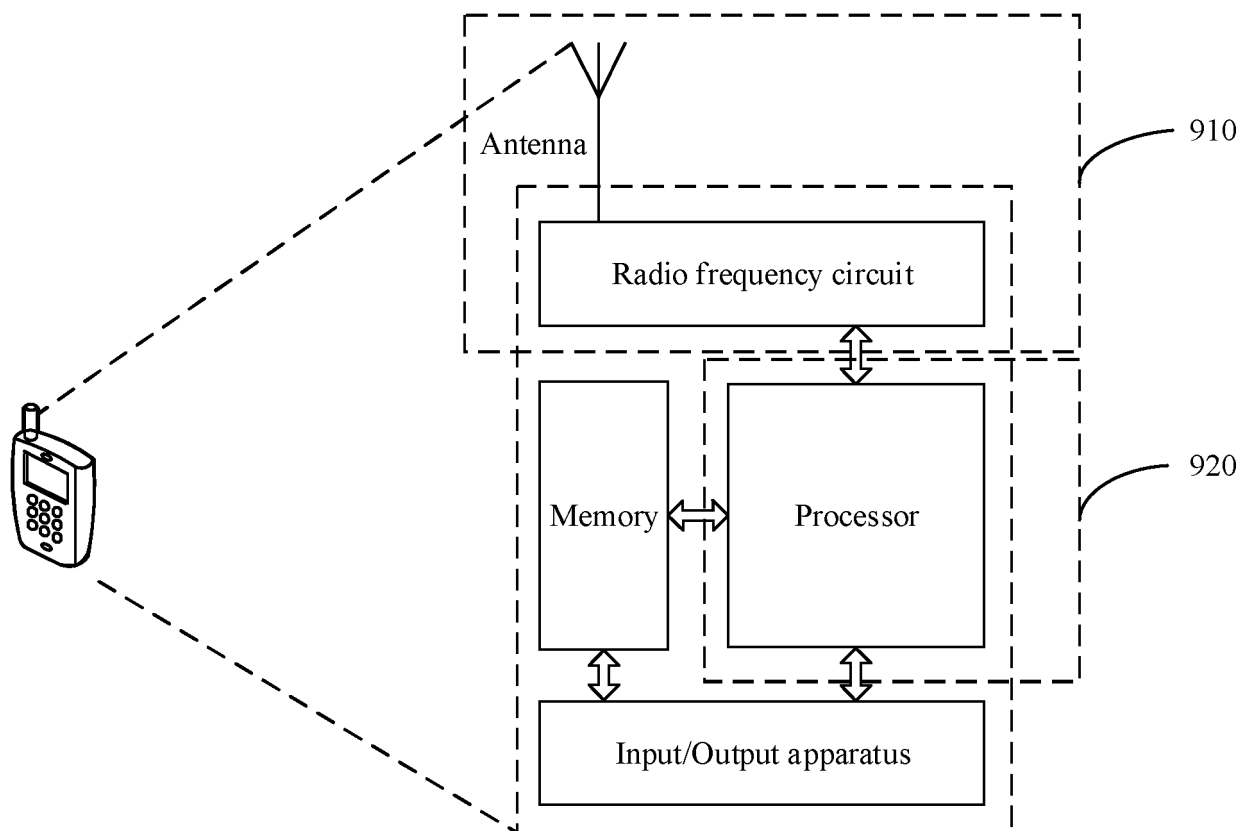 910
Antenna
Radio frequency circuit
920
Memory
Processor
Input/Output apparatus